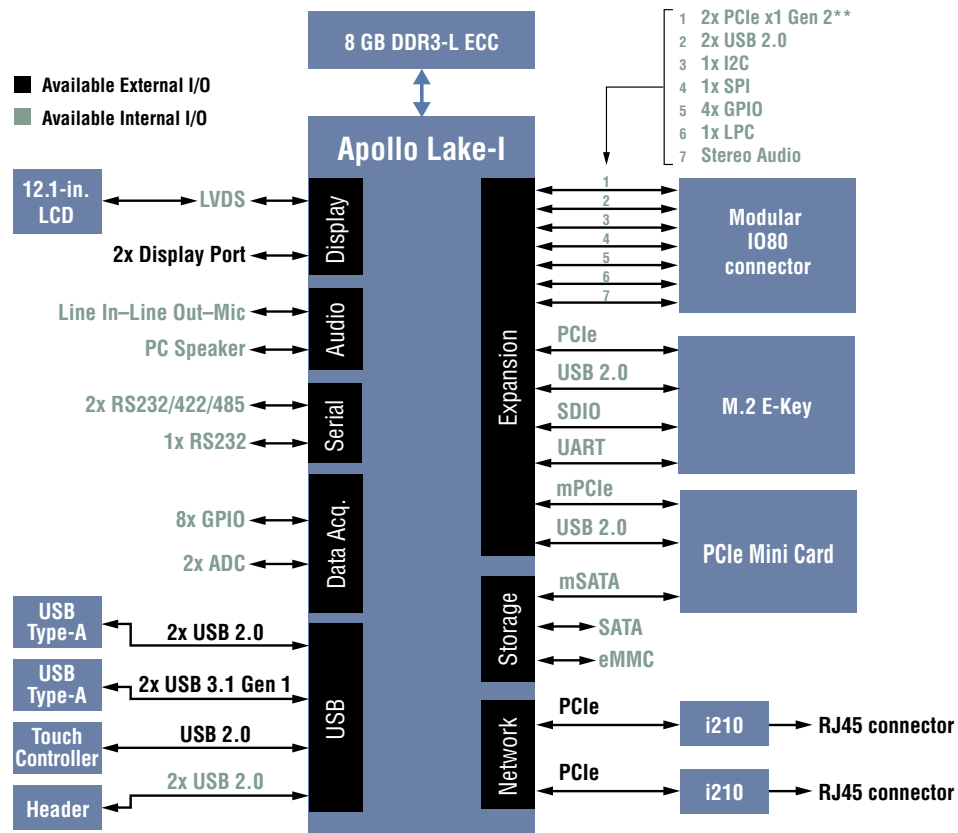 8 GB DDR3-L ECC
1 2x PCIe x1 Gen 2**
2 2x USB 2.0
3 1x I2C
4 1x SPI
5 4x GPIO
6 1x LPC
7 Stereo Audio
Available External I/O
Available Internal I/O
Apollo Lake-I
12.1-in.
LCD
LVDS
2x Display Port
Display
Line In–Line Out–Mic
PC Speaker
Audio
2x RS232/422/485
1x RS232
Serial
8x GPIO
2x ADC
Data Acq.
USB
Type-A
2x USB 2.0
USB
Type-A
2x USB 3.1 Gen 1
Touch
Controller
USB 2.0
Header
2x USB 2.0
USB
Expansion
1
2
3
4
5
6
7
Modular
IO80
connector
PCIe
USB 2.0
SDIO
UART
M.2 E-Key
mPCIe
USB 2.0
PCIe Mini Card
Storage
mSATA
SATA
eMMC
Network
PCIe
i210
RJ45 connector
PCIe
i210
RJ45 connector